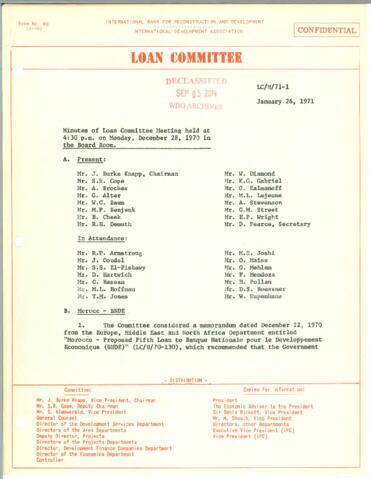 Form No. 80
INTERNATIONAL BANK FOR RECONSTRUCTION AND DEVELOPMENT
INTERNATIONAL DEVELOPMENT ASSOCIATION
CONFIDENTIAL
LOAN COMMITTEE
DECLASSIFIED
SEP 05 2014
WBG ARCHIVES
LC/M/71-1
January 26, 1971
Minutes of Loan Committee Meeting held at
4:30 p.m. on Monday, December 28, 1970 in
the Board Room.
A. Present:
Mr. J. Burke Knapp, Chairman
Mr. S.R. Cope
Mr. A. Broches
Mr. G. Alter
Mr. W.C. Baum
Mr. M.P. Benjenk
Mr. B. Cheek
Mr. R.H. Demuth
Mr. W. Diamond
Mr. K.G. Gabriel
Mr. O. Kalmanoff
Mr. M.L. Lejeune
Mr. A. Stevenson
Mr. G.M. Street
Mr. E.P. Wright
Mr. D. Pearce, Secretary
In Attendance:
Mr. R.P. Armstrong
Mr. J. Coudol
Mr. S.S. El-Fishawy
Mr. D. Hartwich
Mr. C. Hassan
Mr. M.L. Hoffman
Mr. T.M. Jones
Mr. M.S. Joshi
Mr. O. Maiss
Mr. G. Mehlem
Mr. F. Mendoza
Mr. M. Pollan
Mr. D.S. Roessner
Mr. W. Wapenhans
B. Morocco - BNDE
1. The Committee considered a memorandum dated December 22, 1970
from the Europe, Middle East and North Africa Department entitled
"Morocco - Proposed Fifth Loan to Banque Nationale pour le Developpement
Economique (BNDE)" (LC/O/70-130), which recommended that the Government
- DISTRIBUTION -
Committee:
Mr. J. Burke Knapp, Vice President, Chairman
Mr. S.R. Cope, Deputy Chairman
Mr. S. Aldewereld, Vice President
General Counsel
Director of the Development Services Department
Directors of the Area Departments
Deputy Director, Projects
Directors of the Projects Departments
Director, Development Finance Companies Department
Director of the Economics Department
Controller
Copies for Information:
President
The Economic Adviser to the President
Sir Denis Rickett, Vice President
Mr. M. Shoaib, Vice President
Directors, other Departments
Executive Vice President (IFC)
Vice President (IFC)